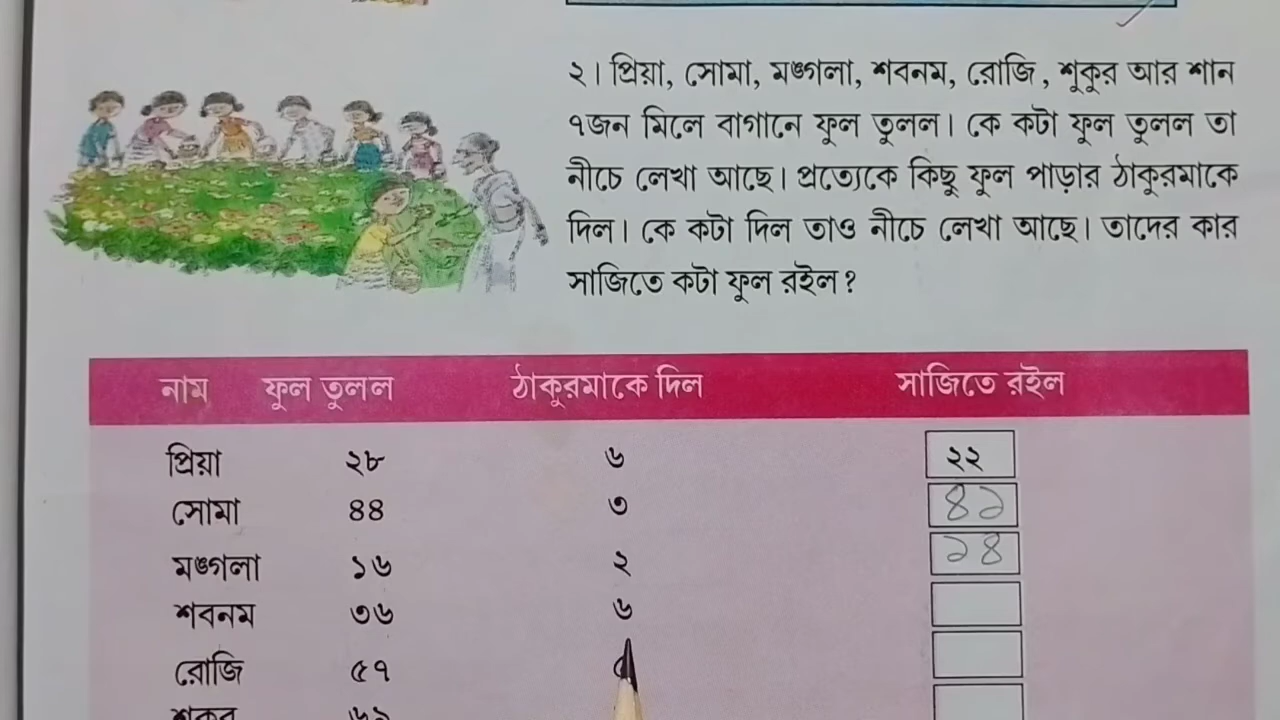 ২। প্রিয়া, সোমা, মঙ্গলা, শবনম, রোজি, শুকুর আর শান
৭জন মিলে বাগানে ফুল তুলল। কে কটা ফুল তুলল তা
নীচে লেখা আছে। প্রত্যেকে কিছু ফুল পাড়ার ঠাকুরমাকে
দিল। কে কটা দিল তাও নীচে লেখা আছে। তাদের কার
সাজিতে কটা ফুল রইল?
নাম ফুল তুলল ঠাকুরমাকে দিল সাজিতে রইল
প্রিয়া ২৮ ৬ ২২
সোমা ৪৪ ৩ ৪১
মঙ্গলা ১৬ ২ ১৪
শবনম ৩৬ ৬
রোজি ৫৭